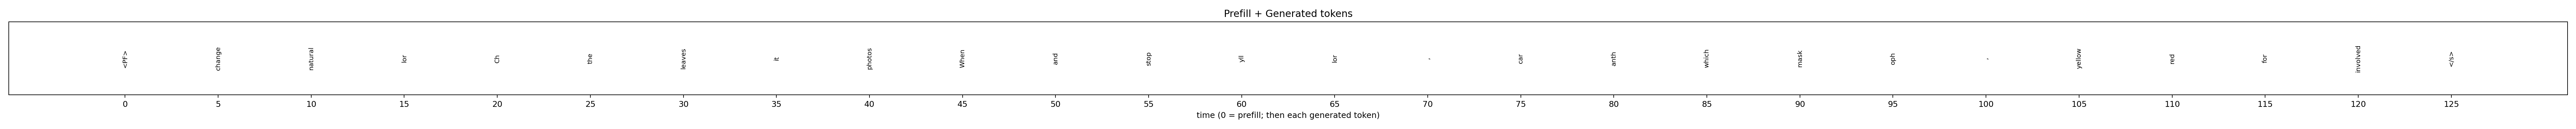 Prefill + Generated tokens
<PF> change natural lor Ch the leaves it photos When and stop yll lor - car anth which mask oph - yellow red for involved </s>
0 5 10 15 20 25 30 35 40 45 50 55 60 65 70 75 80 85 90 95 100 105 110 115 120 125
time (0 = prefill; then each generated token)